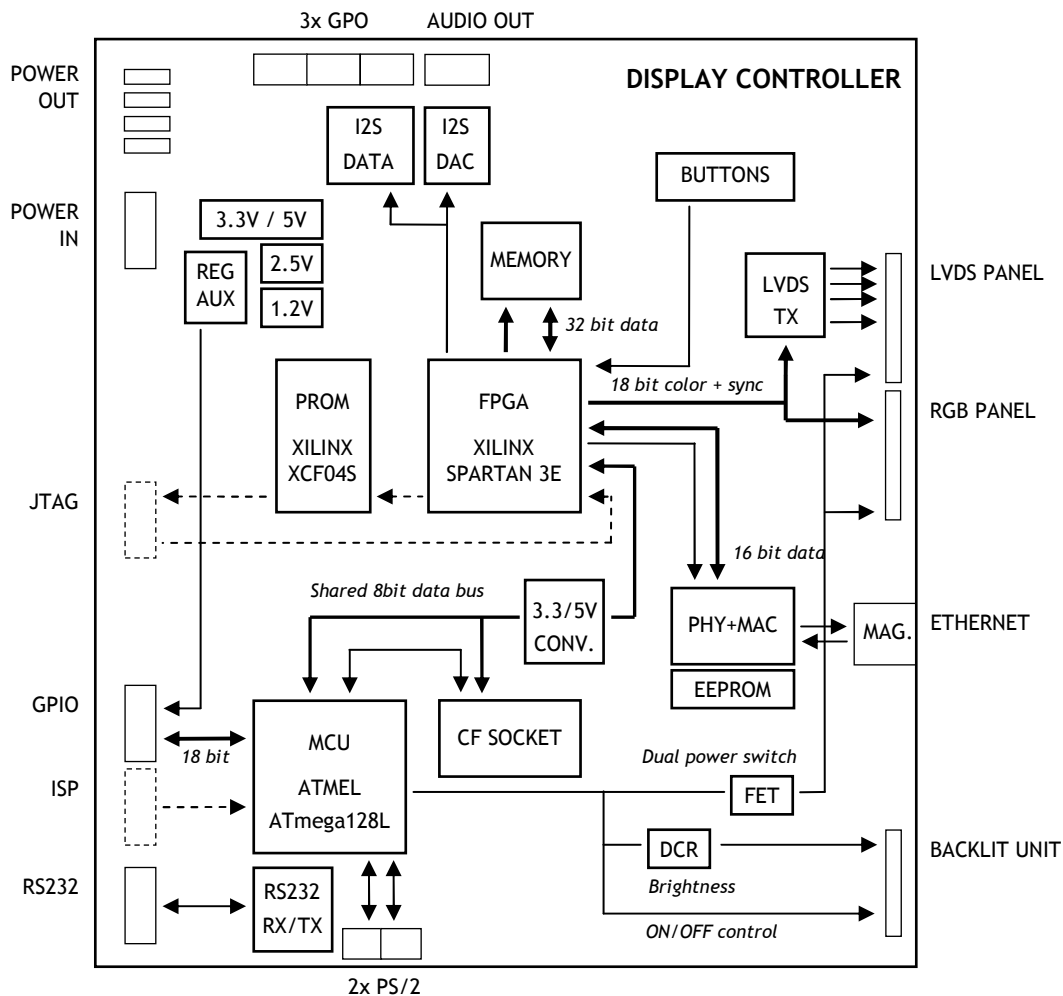 3x GPO
AUDIO OUT
POWER
OUT
DISPLAY CONTROLLER
I2S
DATA
I2S
DAC
BUTTONS
POWER
IN
3.3V / 5V
REG
AUX
2.5V
1.2V
MEMORY
LVDS
TX
LVDS PANEL
32 bit data
18 bit color + sync
PROM
XILINX
XCF04S
FPGA
XILINX
SPARTAN 3E
RGB PANEL
JTAG
16 bit data
Shared 8bit data bus
3.3/5V
CONV.
PHY+MAC
MAG.
ETHERNET
EEPROM
GPIO
18 bit
MCU
ATMEL
ATmega128L
CF SOCKET
Dual power switch
FET
ISP
DCR
Brightness
BACKLIT UNIT
RS232
RS232
RX/TX
ON/OFF control
2x PS/2